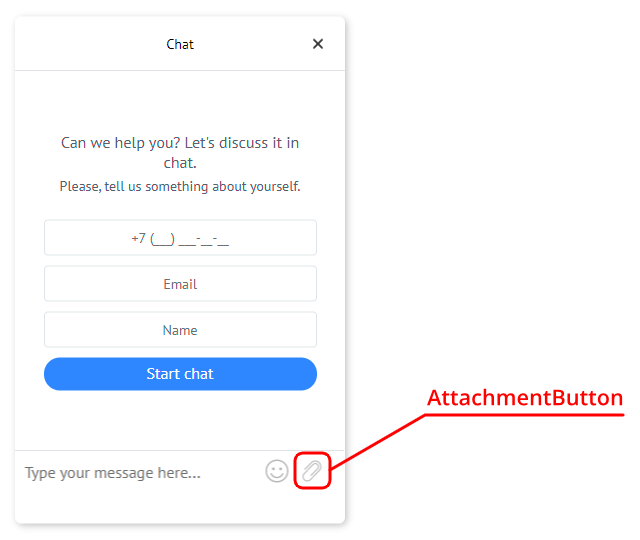 Chat
Can we help you? Let's discuss it in
chat.
Please, tell us something about yourself.
+7 (___) ___-__-__
Email
Name
Start chat
AttachmentButton
Type your message here...